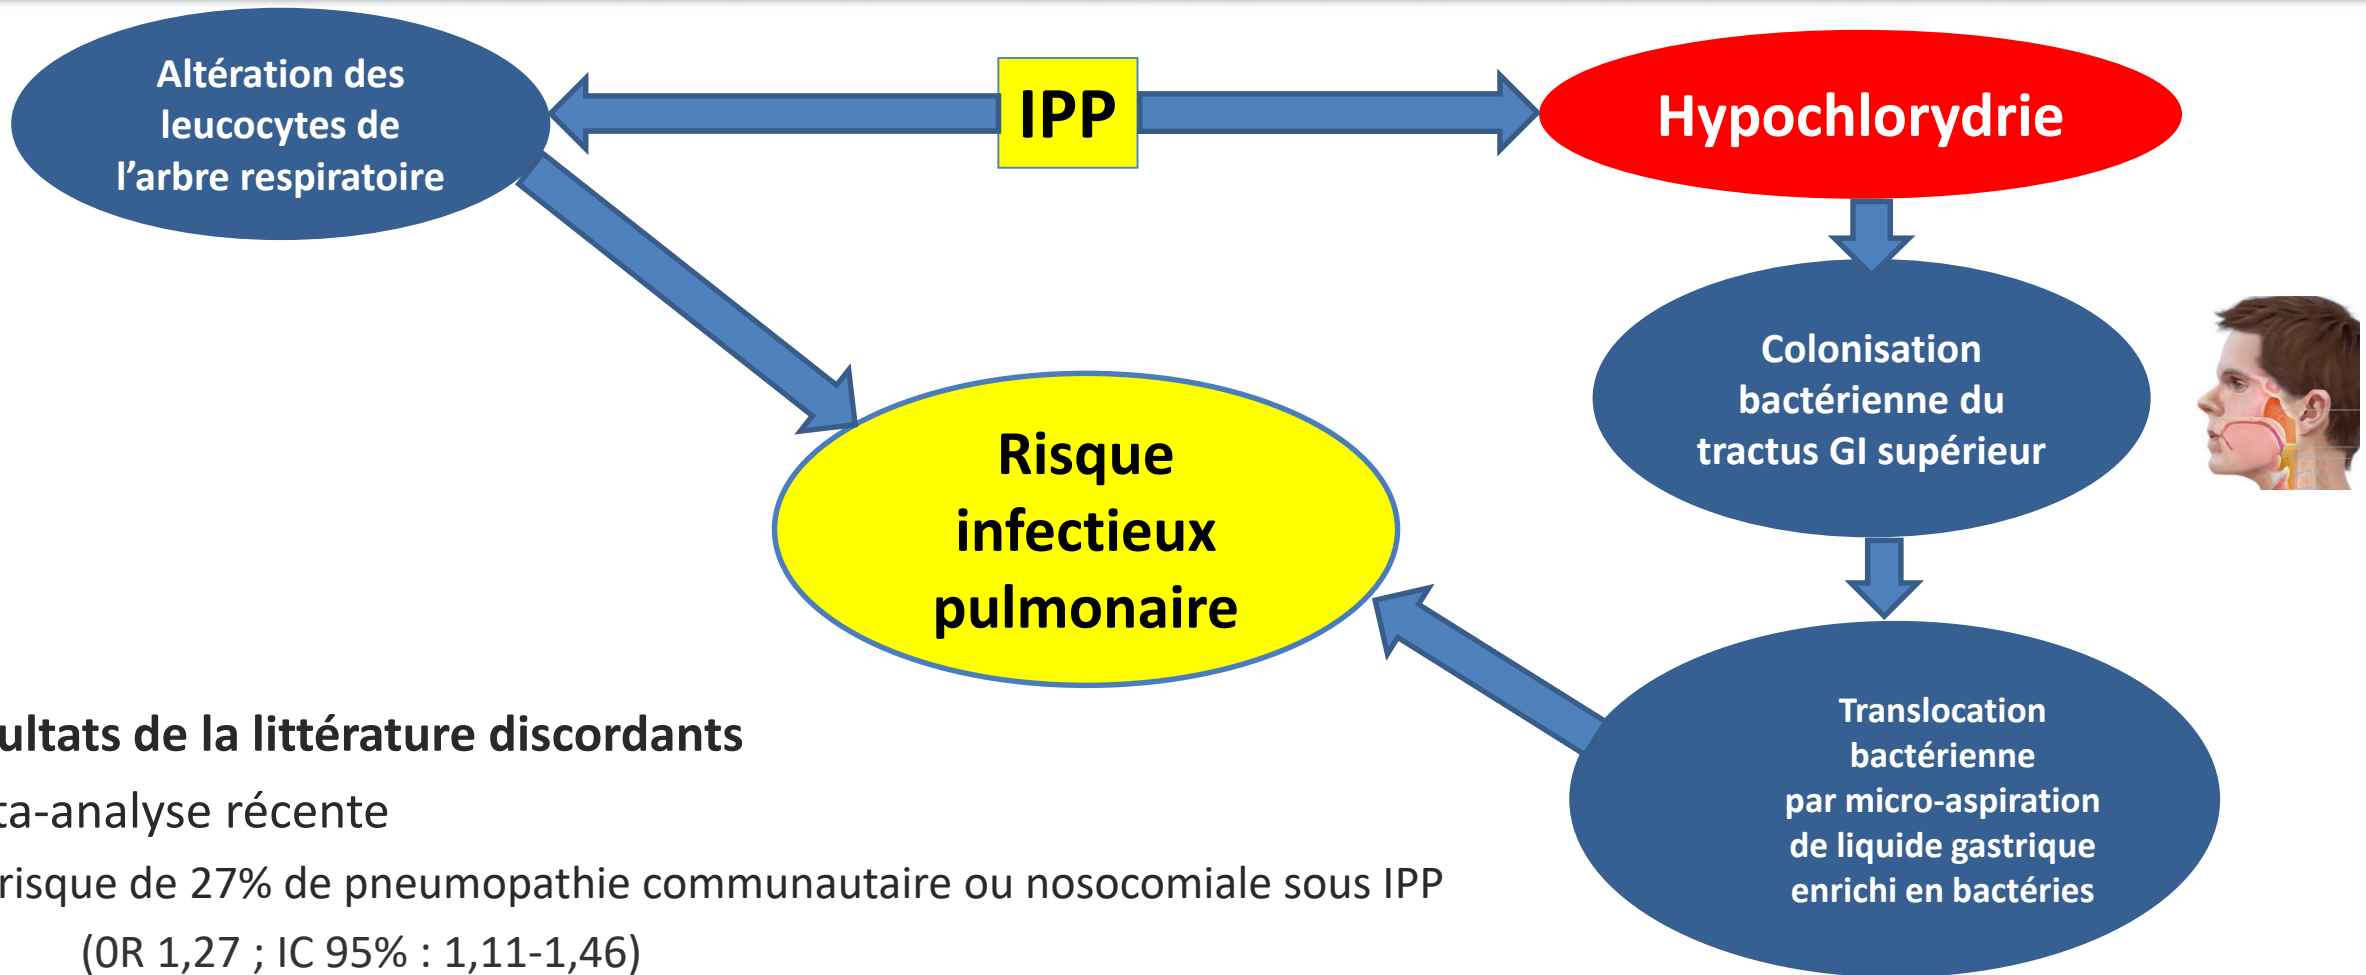 Altération des
leucocytes de
l’arbre respiratoire
IPP
Hypochlorydrie
Colonisation
bactérienne du
tractus GI supérieur
Risque
infectieux
pulmonaire
Translocation
bactérienne
par micro-aspiration
de liquide gastrique
enrichi en bactéries
ultats de la littérature discordants
ta-analyse récente
risque de 27% de pneumopathie communautaire ou nosocomiale sous IPP
(0R 1,27 ; IC 95% : 1,11-1,46)